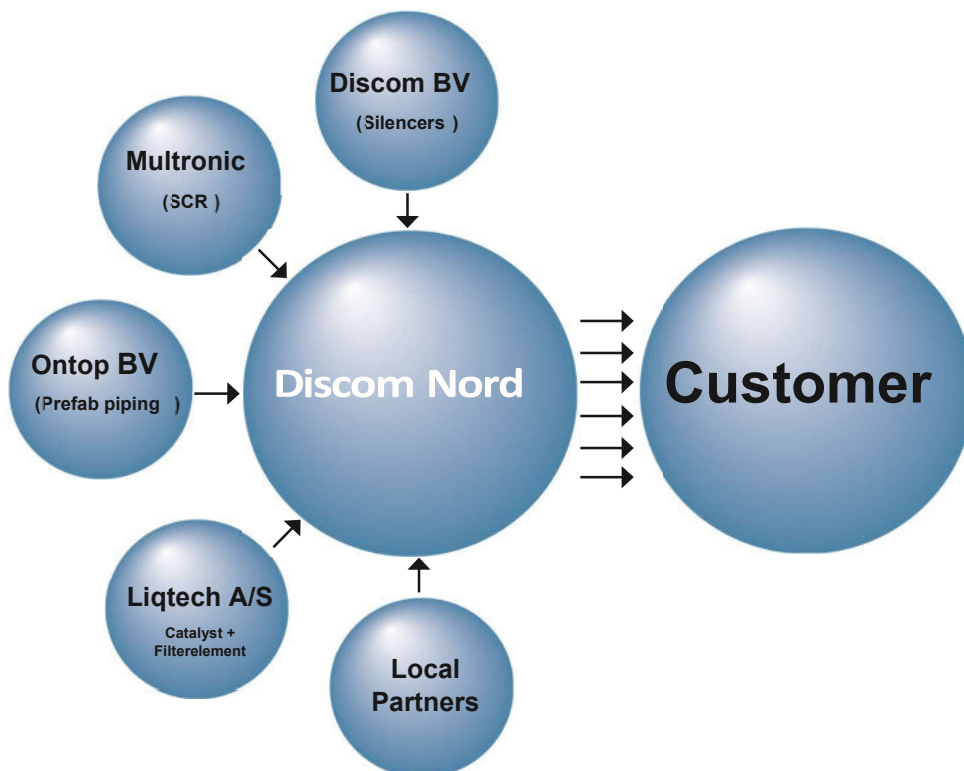 Discom BV
(Silencers )
Multronic
(SCR )
Ontop BV
(Prefab piping )
Discom Nord
Customer
Liqtech A/S
Catalyst +
Filterelement
Local
Partners